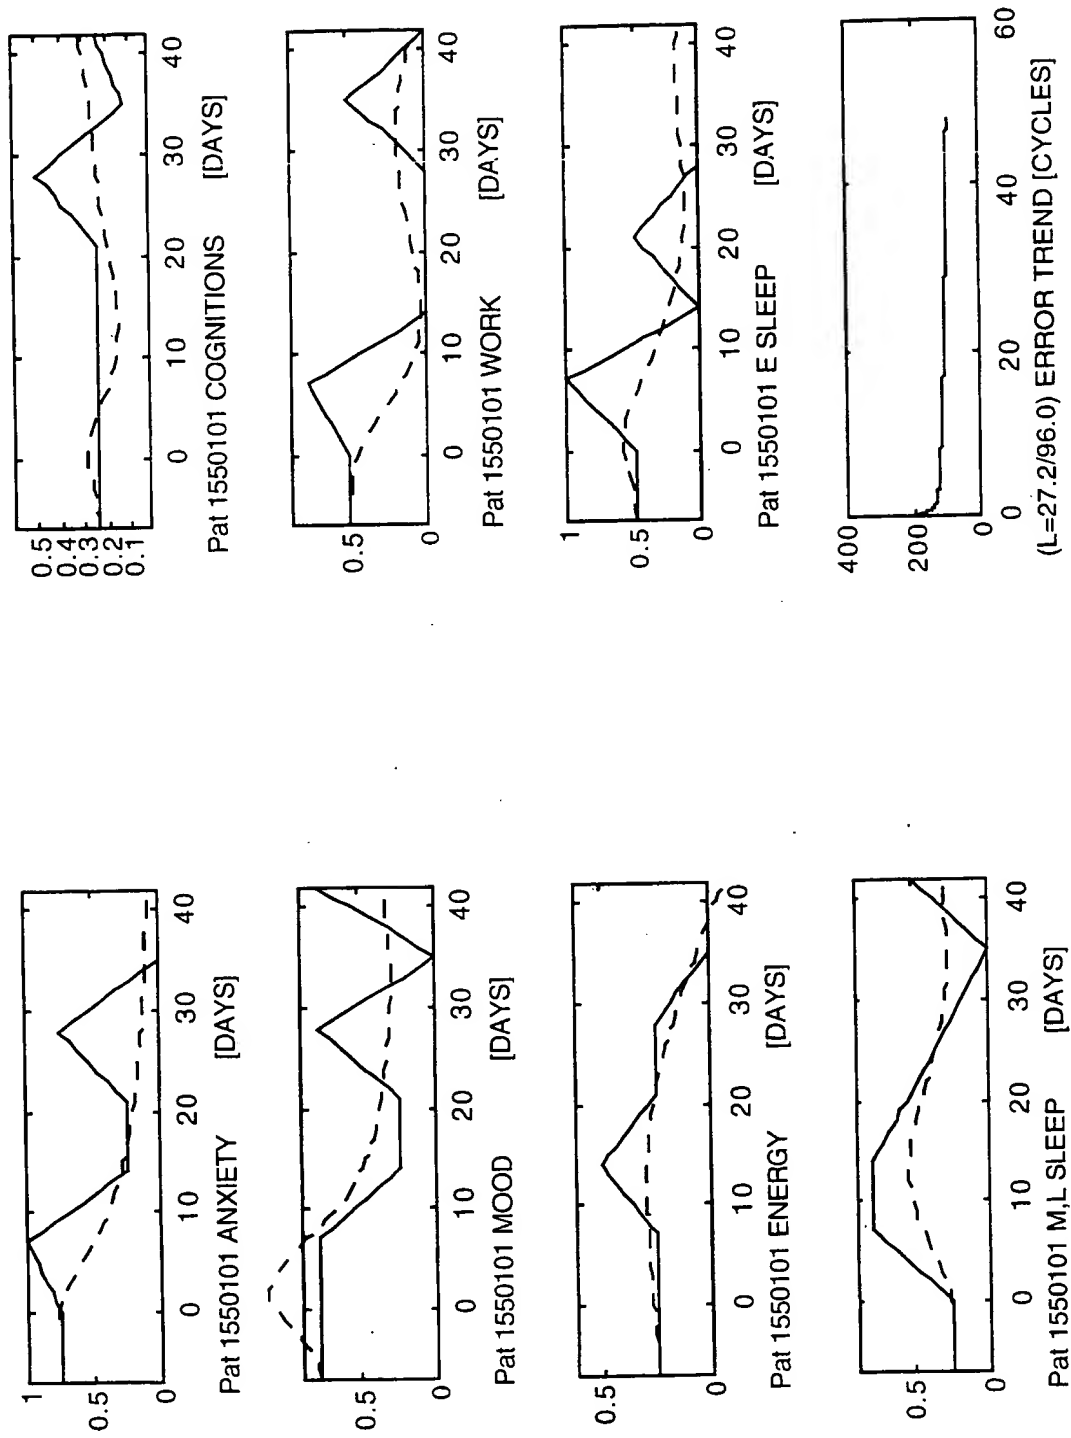 1
0.5
0
0 10 20 30 40
Pat 1550101 ANXIETY [DAYS]
0.5
0
0 10 20 30 40
Pat 1550101 MOOD [DAYS]
0.5
0.5
0
0 10 20 30 40
Pat 1550101 ENERGY [DAYS]
0.5
0
0 10 20 30 40
Pat 1550101 M,L SLEEP [DAYS]
0.5
0.4
0.3
0.2
0.1
0 10 20 30 40
Pat 1550101 COGNITIONS [DAYS]
0.5
0
0 10 20 30 40
Pat 1550101 WORK [DAYS]
1
0.5
0
0 10 20 30 40
Pat 1550101 E SLEEP [DAYS]
400
200
0
0 20 40 60
(L=27.2/96.0) ERROR TREND [CYCLES]